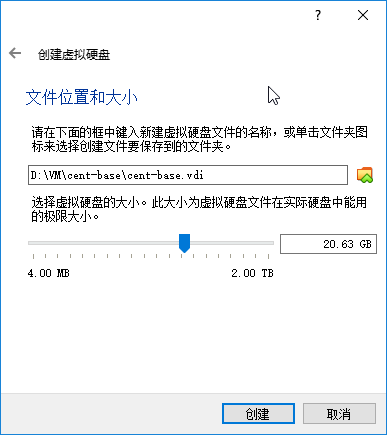 ?
创建虚拟硬盘
文件位置和大小
请在下面的框中键入新建虚拟硬盘文件的名称，或单击文件夹图
标来选择创建文件要保存到的文件夹。
D:\VM\cent-base\cent-base.vdi
选择虚拟硬盘的大小。此大小为虚拟硬盘文件在实际硬盘中能用
的极限大小。
20.63 GB
4.00 MB 2.00 TB
创建 取消